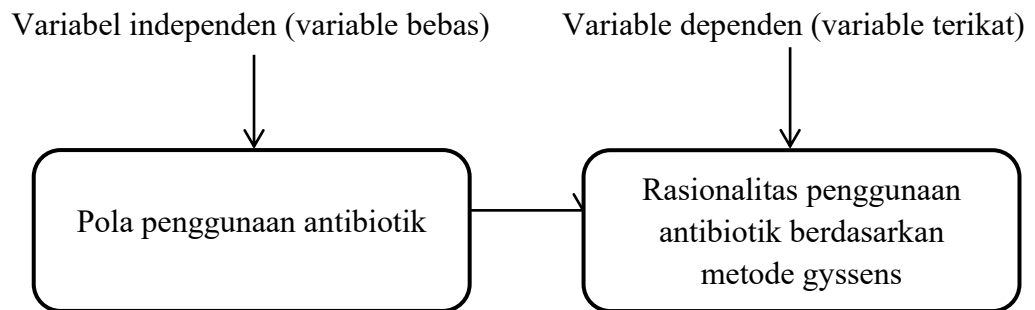 Variabel independen (variable bebas)
Variable dependen (variable terikat)
Pola penggunaan antibiotik
Rasionalitas penggunaan
antibiotik berdasarkan
metode gyssens